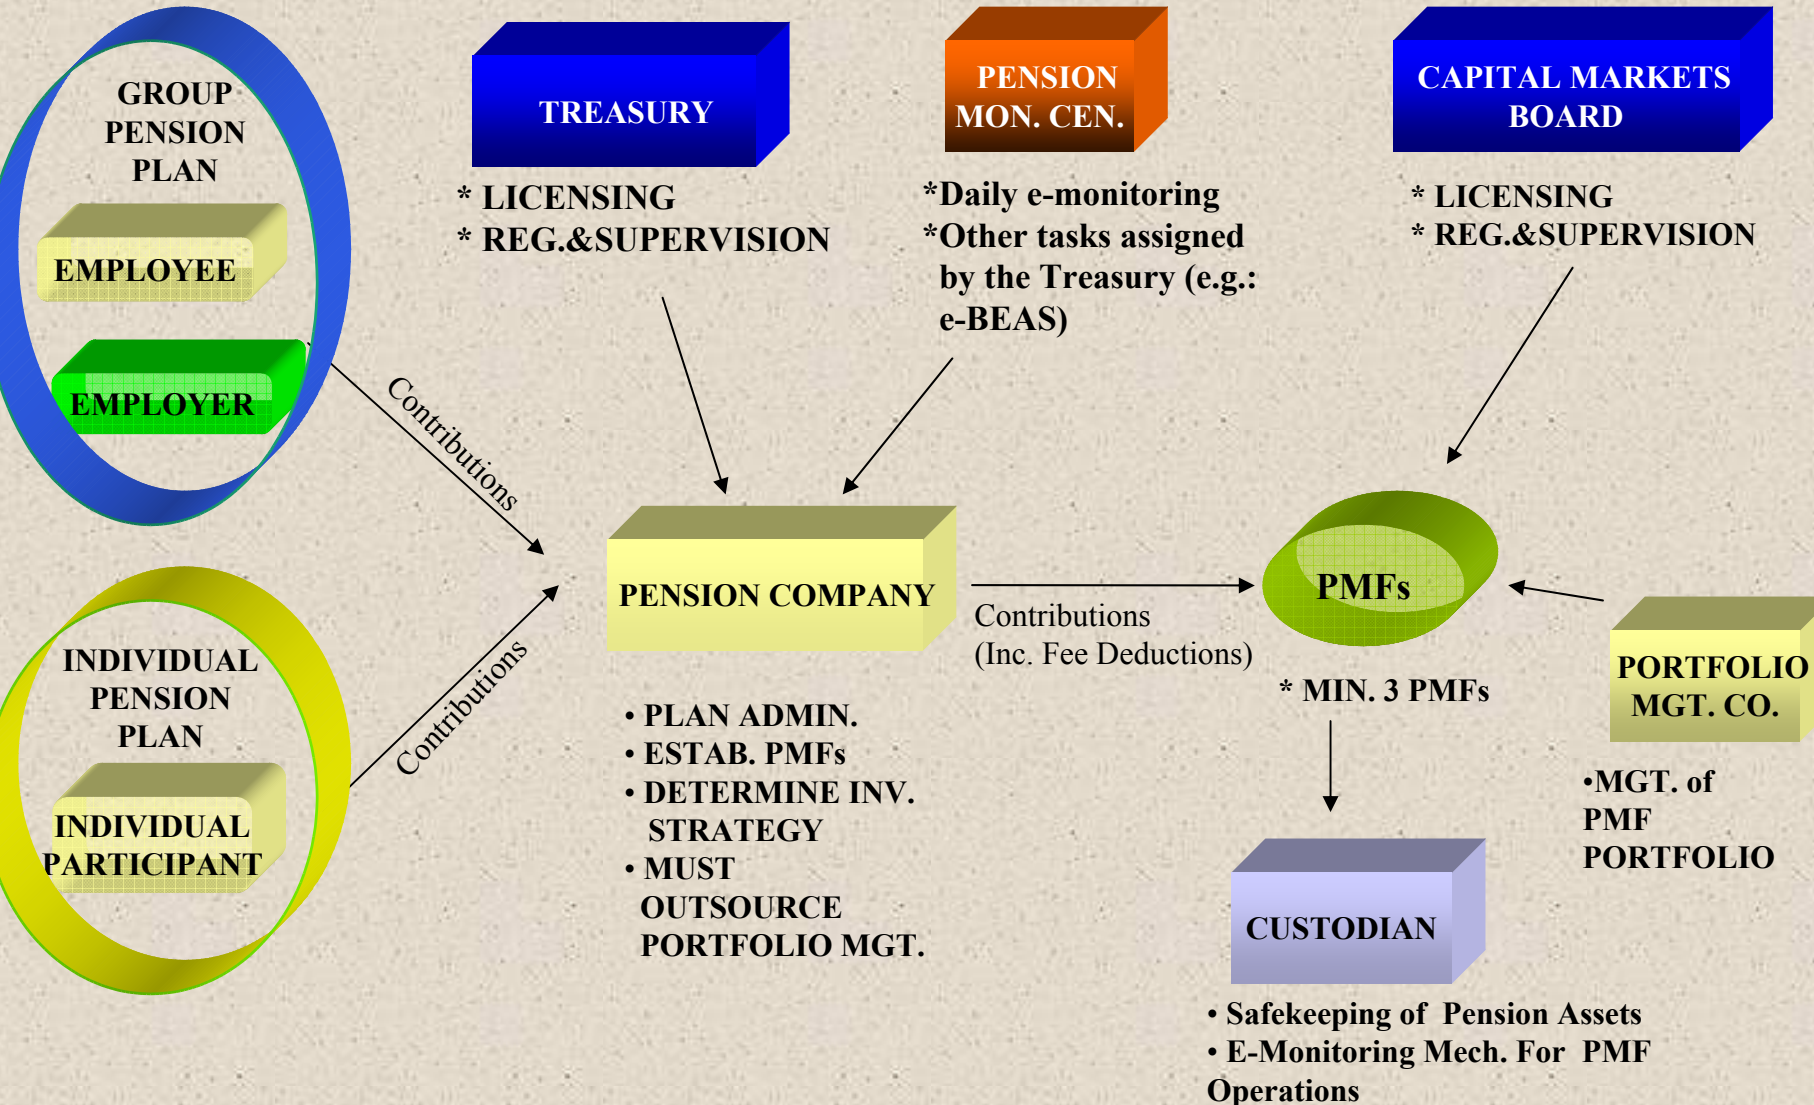 GROUP
PENSION
PLAN
EMPLOYEE
EMPLOYER
TREASURY
* LICENSING
* REG.&SUPERVISION
PENSION
MON. CEN.
*Daily e-monitoring
*Other tasks assigned
by the Treasury (e.g.:
e-BEAS)
CAPITAL MARKETS
BOARD
* LICENSING
* REG.&SUPERVISION
Contributions
INDIVIDUAL
PENSION
PLAN
INDIVIDUAL
PARTICIPANT
Contributions
PENSION COMPANY
• PLAN ADMIN.
• ESTAB. PMFs
• DETERMINE INV.
STRATEGY
• MUST
OUTSOURCE
PORTFOLIO MGT.
Contributions
(Inc. Fee Deductions)
PMFs
* MIN. 3 PMFs
PORTFOLIO
MGT. CO.
•MGT. of
PMF
PORTFOLIO
CUSTODIAN
• Safekeeping of Pension Assets
• E-Monitoring Mech. For PMF
Operations